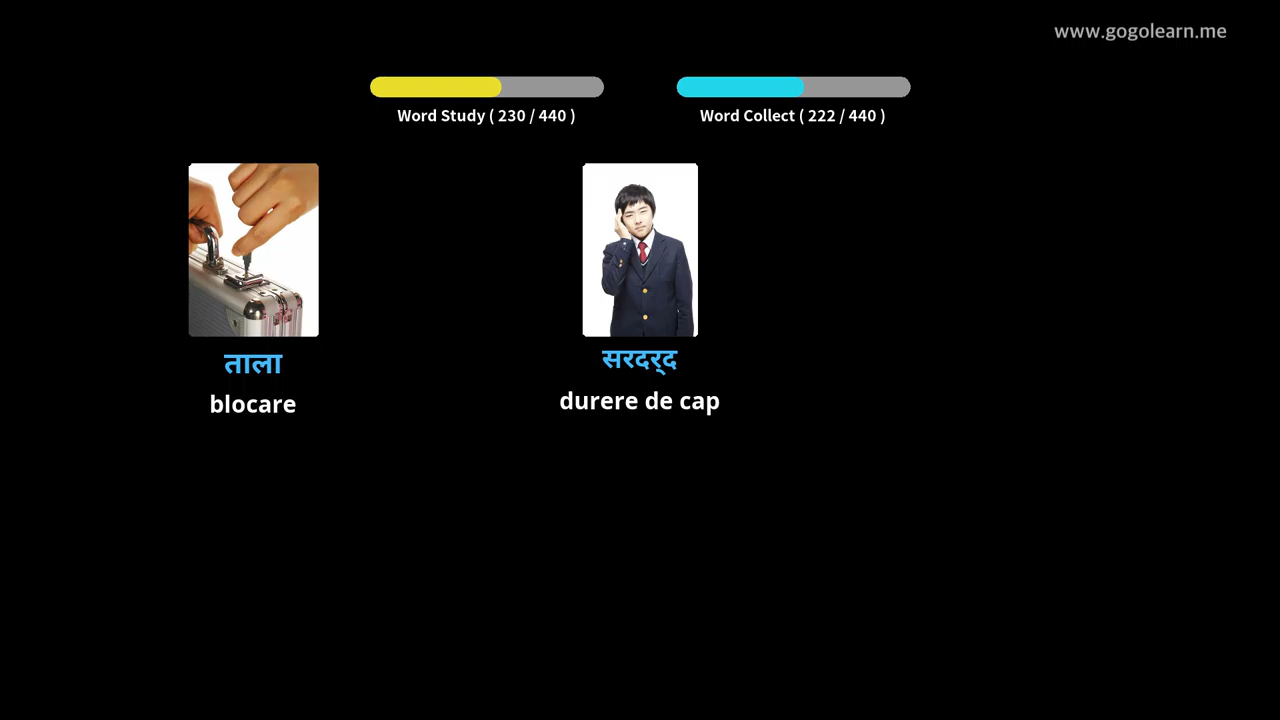 www.gogolearn.me
Word Study ( 230 / 440 )
Word Collect ( 222 / 440 )
ताला
blocare
सरदर्द
durere de cap